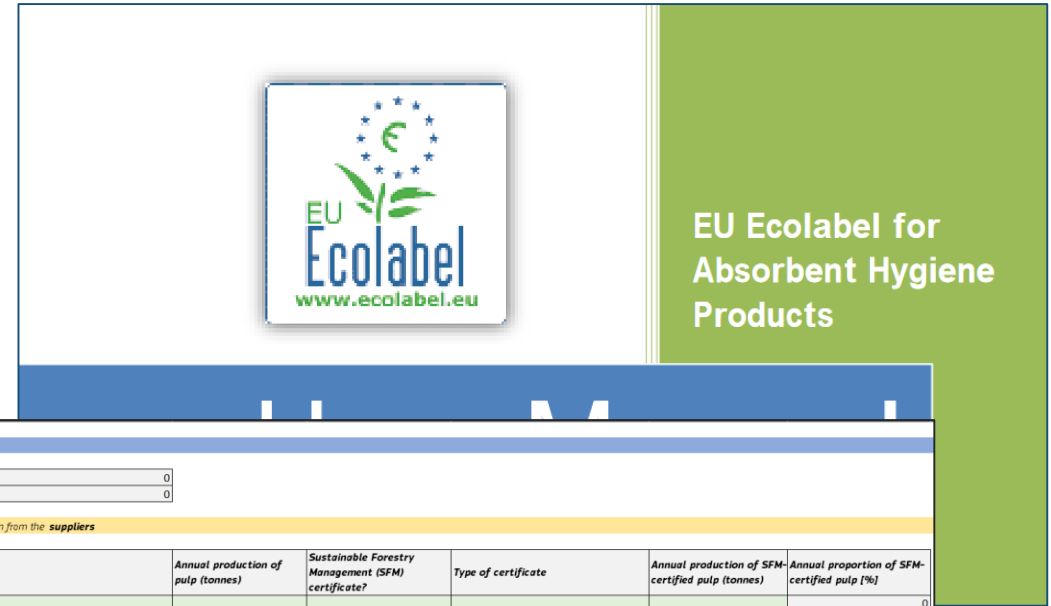 EU
Ecolabel
www.ecolabel.eu
EU Ecolabel for
Absorbent Hygiene
Products
0
0
from the suppliers
Annual production of
pulp (tonnes)
Sustainable Forestry
Management (SFM)
certificate?
Type of certificate
Annual production of SFM-
certified pulp (tonnes)
Annual proportion of SFM-
certified pulp [%]
0